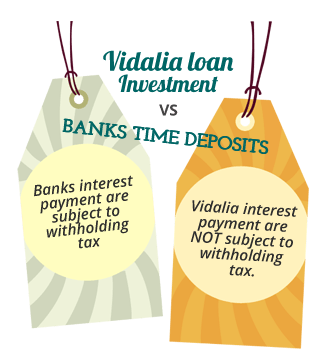 Vidalia loan
Investment
VS
BANKS TIME DEPOSITS
Banks interest
payment are
subject to
withholding
tax
Vidalia interest
payment are
NOT subject to
withholding
tax.